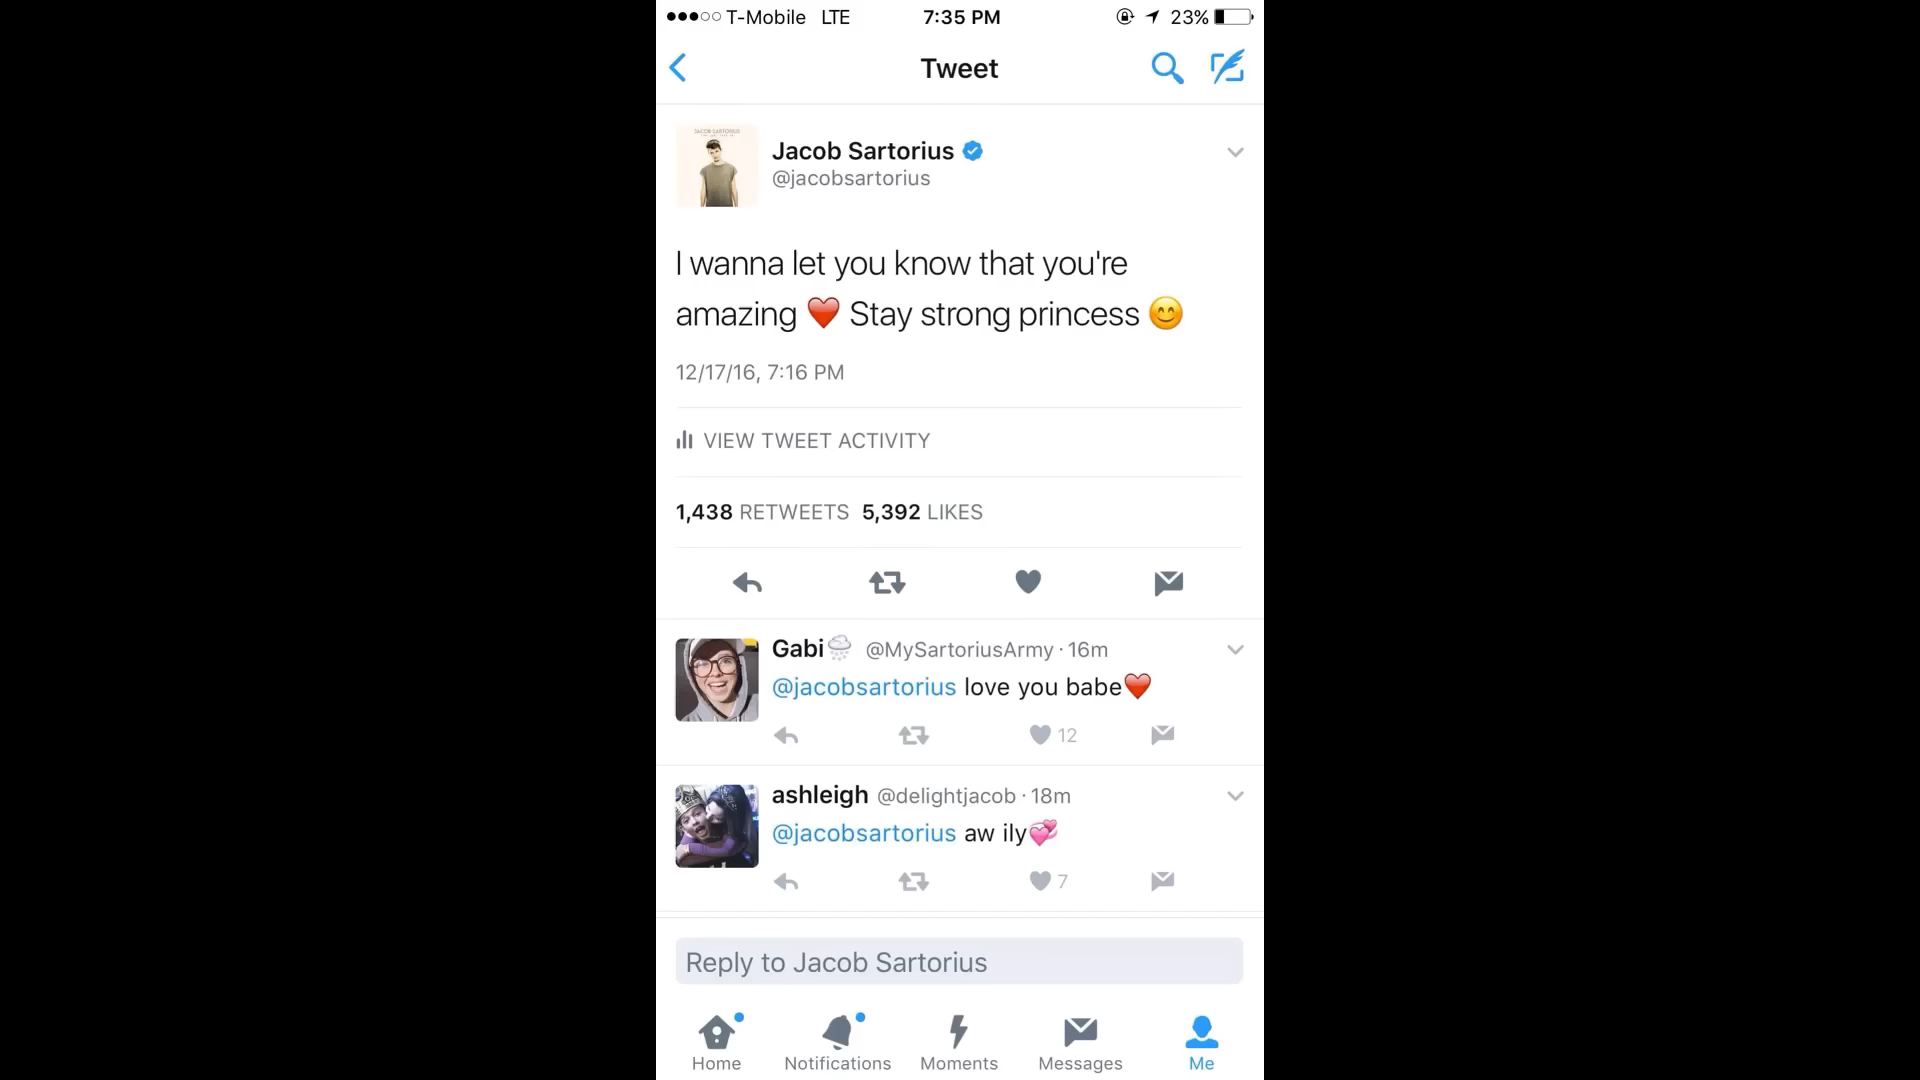 T-Mobile LTE 7:35 PM 23%
Tweet
JACOB SARTORIUS
Jacob Sartorius
@jacobsartorius
I wanna let you know that you're
amazing ❤️ Stay strong princess 😊
12/17/16, 7:16 PM
VIEW TWEET ACTIVITY
1,438 RETWEETS 5,392 LIKES
Gabi🌨 @MySartoriusArmy · 16m
@jacobsartorius love you babe❤️
12
ashleigh @delightjacob · 18m
@jacobsartorius aw ily💞
7
Reply to Jacob Sartorius
Home Notifications Moments Messages Me